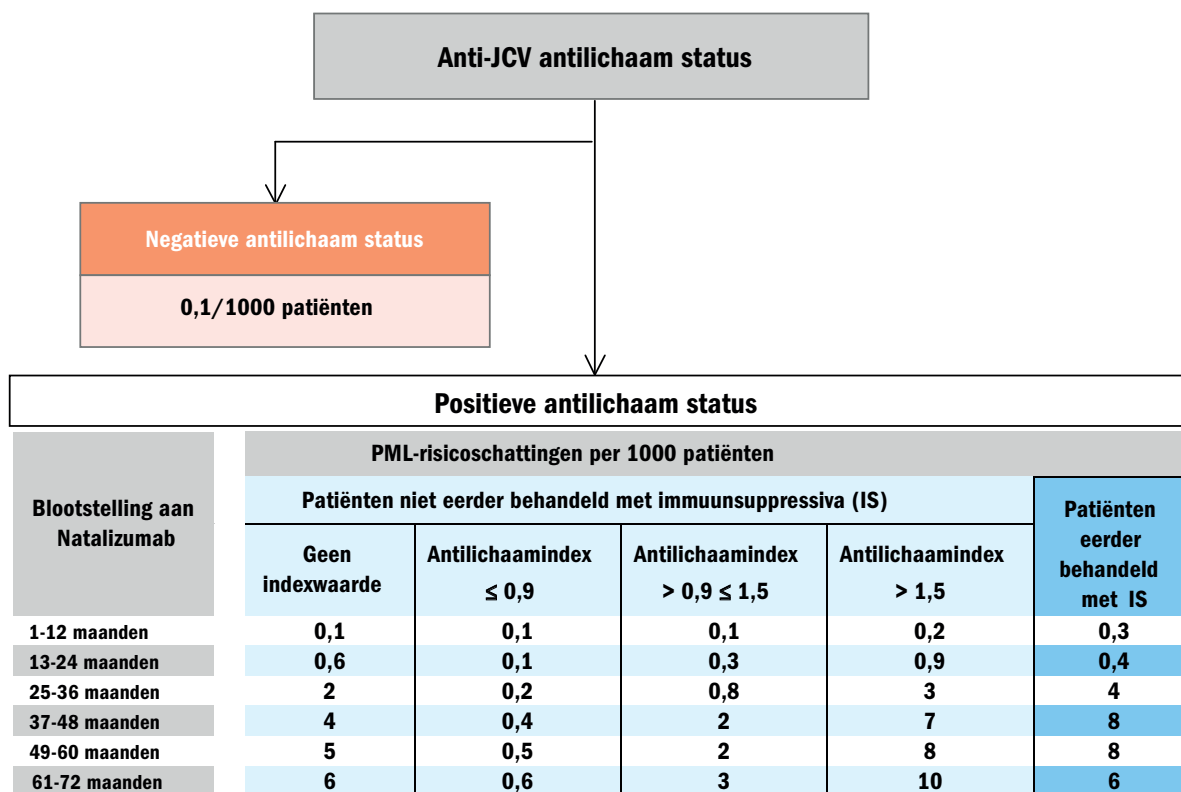 Anti-JCV antilichaam status
Negatieve antilichaam status
0,1/1000 patiënten
Positieve antilichaam status
Blootstelling aan
Natalizumab
PML-risicoschattingen per 1000 patiënten
Patiënten niet eerder behandeld met immuunsuppressiva (IS)
Patiënten
eerder
behandeld
met IS
Geen
indexwaarde
Antilichaamindex
≤ 0,9
Antilichaamindex
> 0,9 ≤ 1,5
Antilichaamindex
> 1,5
1-12 maanden 0,1 0,1 0,1 0,2 0,3
13-24 maanden 0,6 0,1 0,3 0,9 0,4
25-36 maanden 2 0,2 0,8 3 4
37-48 maanden 4 0,4 2 7 8
49-60 maanden 5 0,5 2 8 8
61-72 maanden 6 0,6 3 10 6